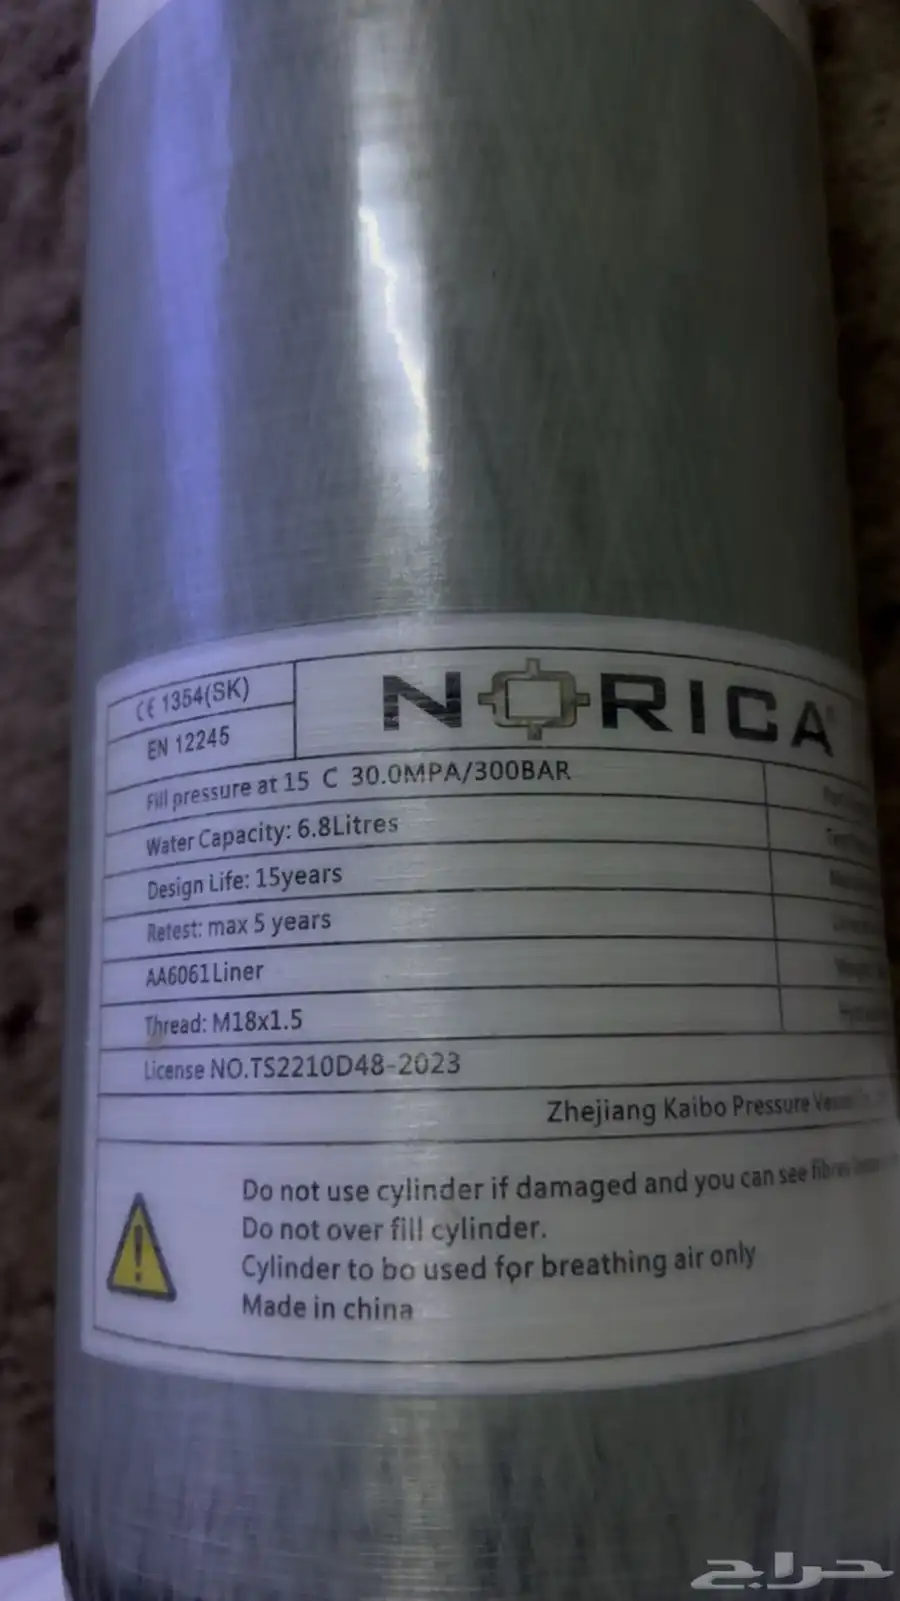 CE 1354(SK)
NORICA
EN 12245
Fill pressure at 15 C 30.0MPA/300BAR
Water Capacity: 6.8Litres
Design Life: 15years
Retest: max 5 years
AA6061Liner
Thread: M18x1.5
License NO.TS2210D48-2023
Zhejiang Kaibo Pressure
Do not use cylinder if damaged and you can see fibres
Do not over fill cylinder.
Cylinder to bo used for breathing air only
Made in china
حراج